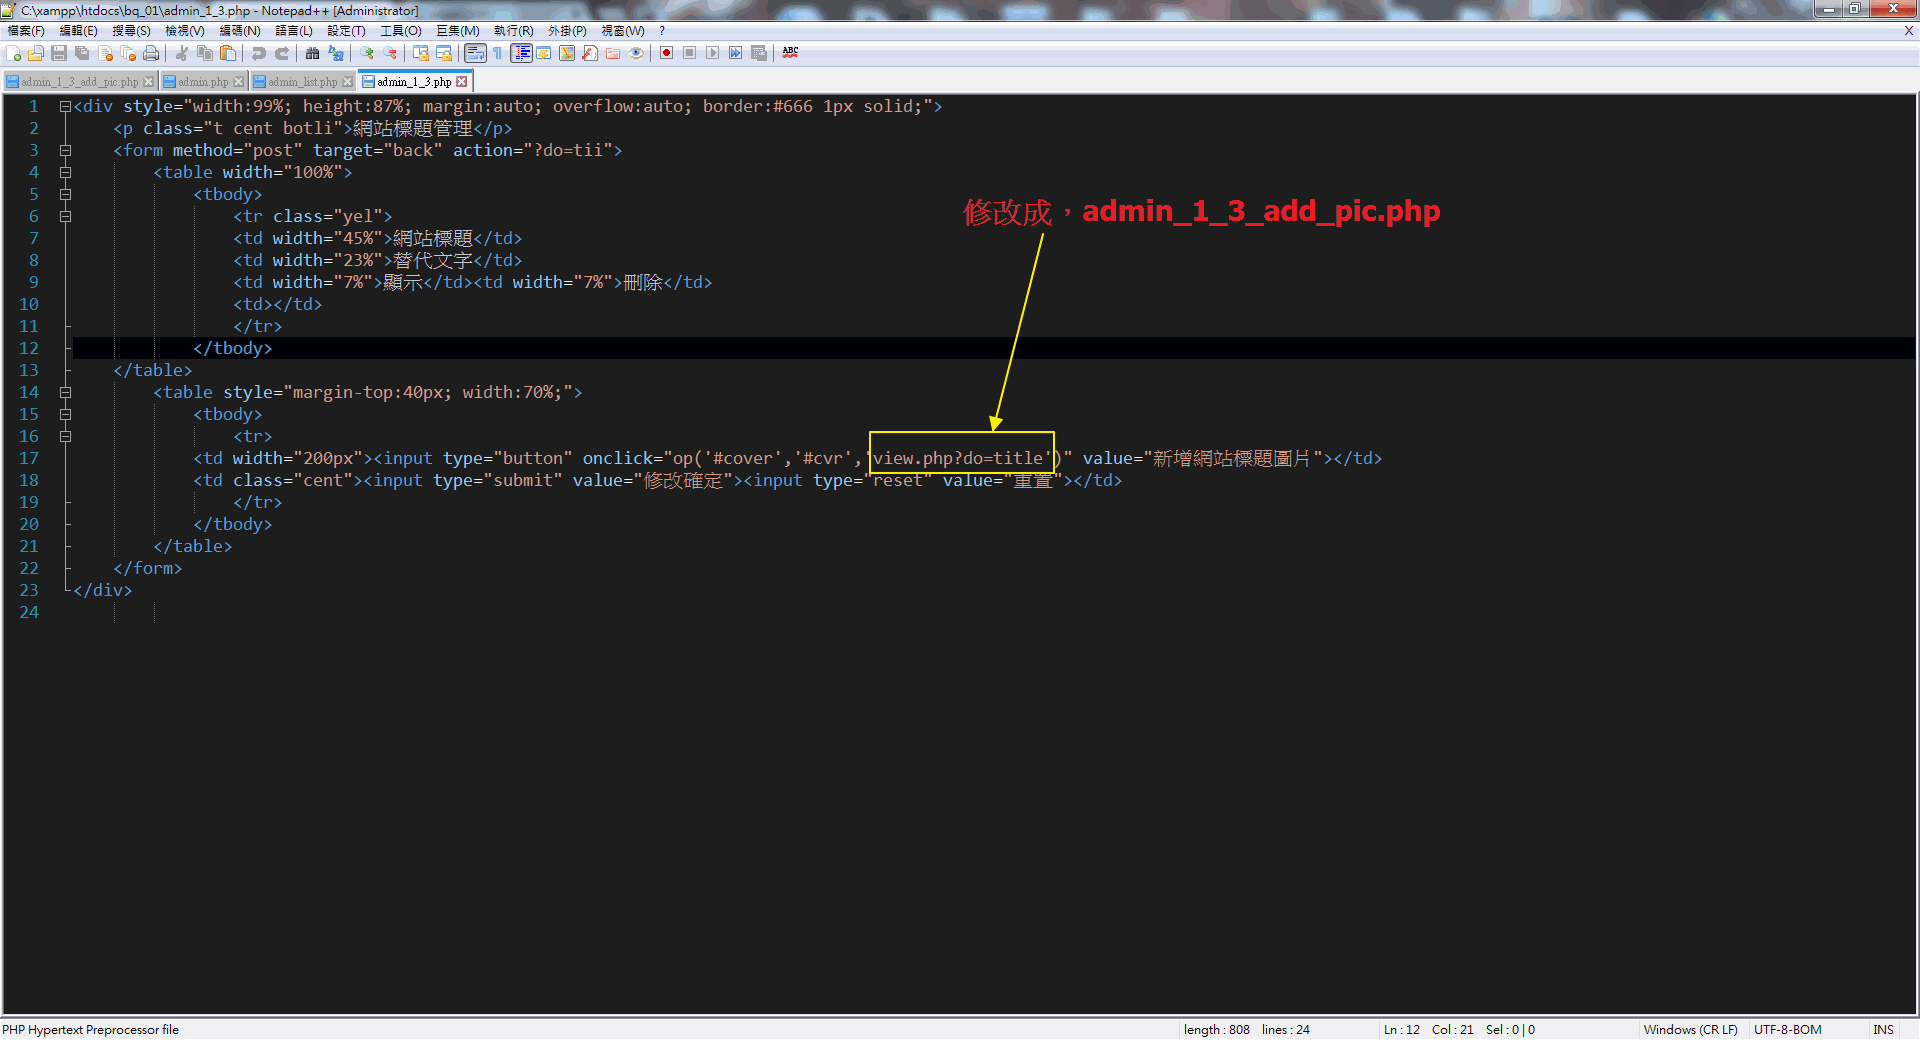 C:\xampp\htdocs\bq_01\admin_1_3.php - Notepad++ [Administrator]
檔案(F) 編輯(E) 搜尋(S) 檢視(V) 編碼(N) 語言(L) 設定(T) 工具(O) 巨集(M) 執行(R) 外掛(P) 視窗(W) ? X
ABC
admin_1_3_add_pic.php admin.php admin_list.php admin_1_3.php
1 <div style="width:99%; height:87%; margin:auto; overflow:auto; border:#666 1px solid;">
2 <p class="t cent botli">網站標題管理</p>
3 <form method="post" target="back" action="?do=tii">
4 <table width="100%">
5 <tbody>
6 <tr class="yel">
修改成，admin_1_3_add_pic.php
7 <td width="45%">網站標題</td>
8 <td width="23%">替代文字</td>
9 <td width="7%">顯示</td><td width="7%">刪除</td>
10 <td></td>
11 </tr>
12 </tbody>
13 </table>
14 <table style="margin-top:40px; width:70%;">
15 <tbody>
16 <tr>
17 <td width="200px"><input type="button" onclick="op('#cover','#cvr','view.php?do=title')" value="新增網站標題圖片"></td>
18 <td class="cent"><input type="submit" value="修改確定"><input type="reset" value="重置"></td>
19 </tr>
20 </tbody>
21 </table>
22 </form>
23 </div>
24
PHP Hypertext Preprocessor file length : 808 lines : 24 Ln : 12 Col : 21 Sel : 0 | 0 Windows (CR LF) UTF-8-BOM INS